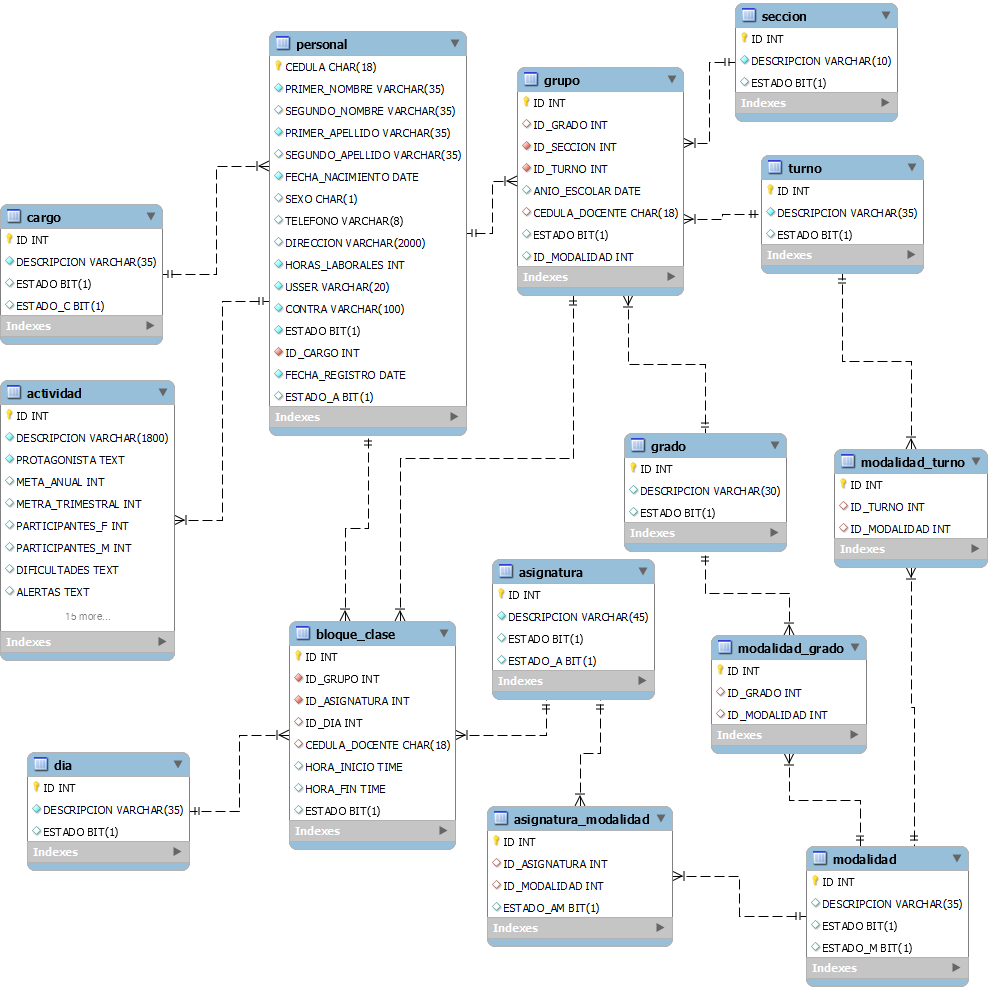 personal
CEDULA CHAR(18)
PRIMER_NOMBRE VARCHAR(35)
SEGUNDO_NOMBRE VARCHAR(35)
PRIMER_APELLIDO VARCHAR(35)
SEGUNDO_APELLIDO VARCHAR(35)
FECHA_NACIMIENTO DATE
SEXO CHAR(1)
TELEFONO VARCHAR(8)
DIRECCION VARCHAR(2000)
HORAS_LABORALES INT
USSER VARCHAR(20)
CONTRA VARCHAR(100)
ESTADO BIT(1)
ID_CARGO INT
FECHA_REGISTRO DATE
ESTADO_A BIT(1)
Indexes
grupo
ID INT
ID_GRADO INT
ID_SECCION INT
ID_TURNO INT
ANIO_ESCOLAR DATE
CEDULA_DOCENTE CHAR(18)
ESTADO BIT(1)
ID_MODALIDAD INT
Indexes
seccion
ID INT
DESCRIPCION VARCHAR(10)
ESTADO BIT(1)
Indexes
turno
ID INT
DESCRIPCION VARCHAR(35)
ESTADO BIT(1)
Indexes
cargo
ID INT
DESCRIPCION VARCHAR(35)
ESTADO BIT(1)
ESTADO_C BIT(1)
Indexes
actividad
ID INT
DESCRIPCION VARCHAR(1800)
PROTAGONISTA TEXT
META_ANUAL INT
METRA_TRIMESTRAL INT
PARTICIPANTES_F INT
PARTICIPANTES_M INT
DIFICULTADES TEXT
ALERTAS TEXT
15 more...
Indexes
grado
ID INT
DESCRIPCION VARCHAR(30)
ESTADO BIT(1)
Indexes
modalidad_turno
ID INT
ID_TURNO INT
ID_MODALIDAD INT
Indexes
asignatura
ID INT
DESCRIPCION VARCHAR(45)
ESTADO BIT(1)
ESTADO_A BIT(1)
Indexes
bloque_clase
ID INT
ID_GRUPO INT
ID_ASIGNATURA INT
ID_DIA INT
CEDULA_DOCENTE CHAR(18)
HORA_INICIO TIME
HORA_FIN TIME
ESTADO BIT(1)
Indexes
modalidad_grado
ID INT
ID_GRADO INT
ID_MODALIDAD INT
Indexes
dia
ID INT
DESCRIPCION VARCHAR(35)
ESTADO BIT(1)
Indexes
asignatura_modalidad
ID INT
ID_ASIGNATURA INT
ID_MODALIDAD INT
ESTADO_AM BIT(1)
Indexes
modalidad
ID INT
DESCRIPCION VARCHAR(35)
ESTADO BIT(1)
ESTADO_M BIT(1)
Indexes